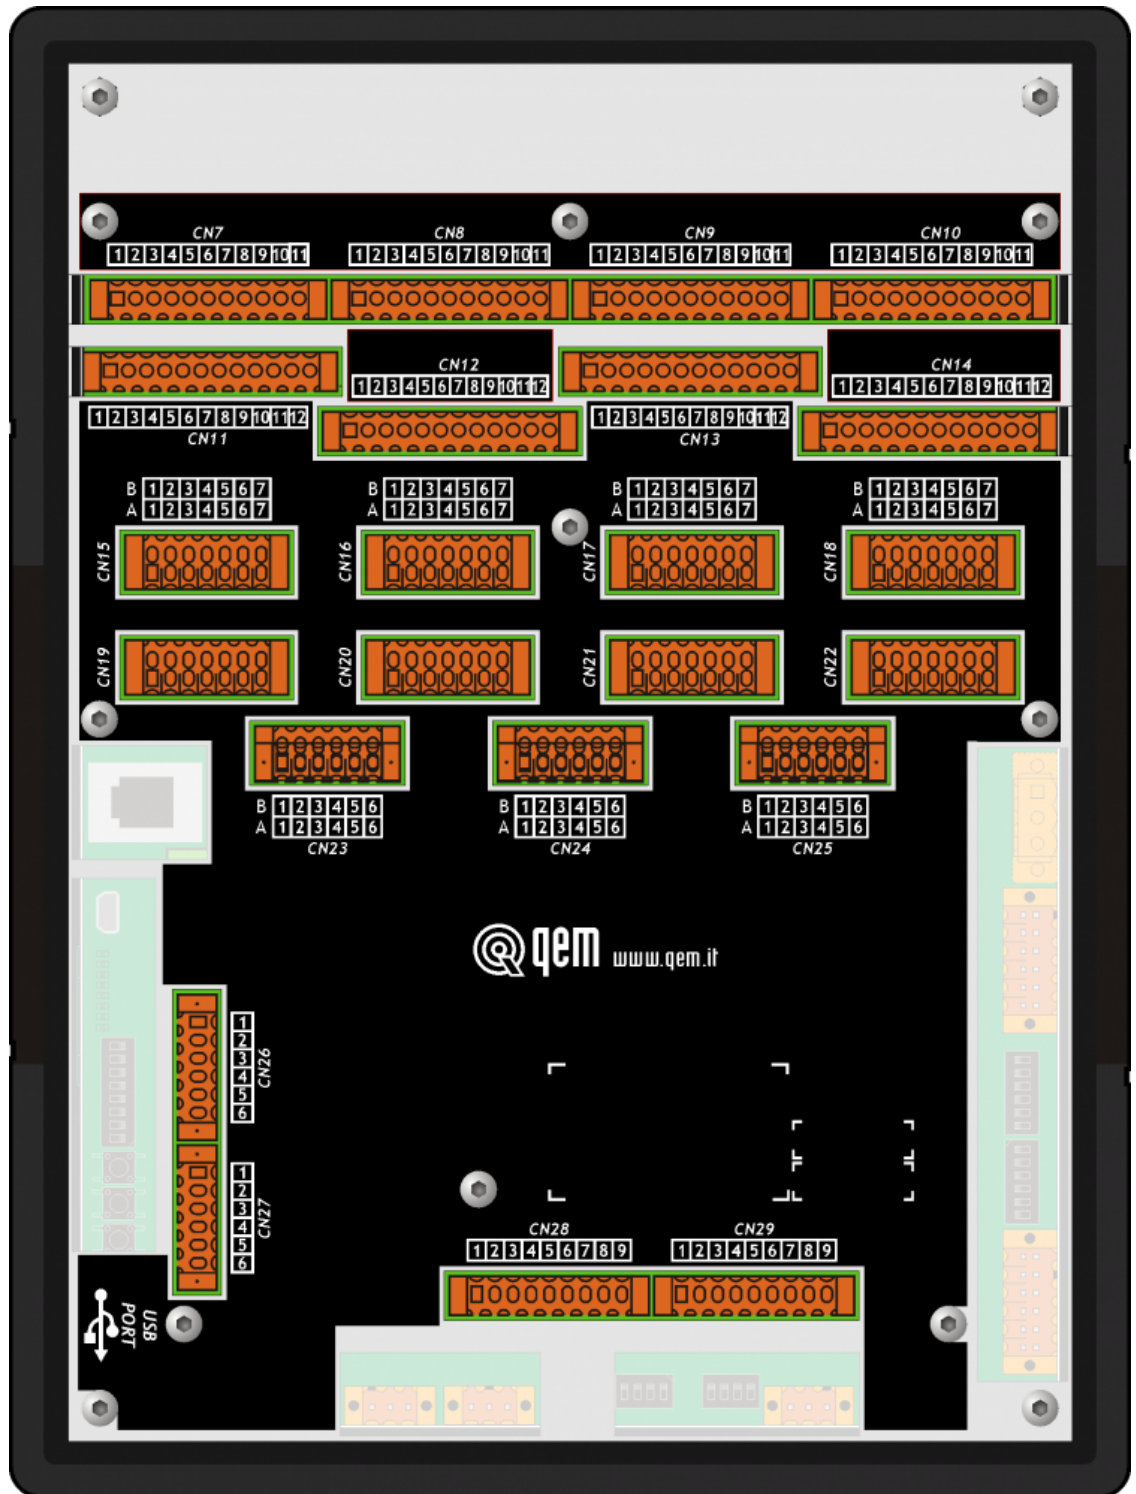 CN7 CN8 CN9 CN10
1 2 3 4 5 6 7 8 9 10 11 1 2 3 4 5 6 7 8 9 10 11 1 2 3 4 5 6 7 8 9 10 11 1 2 3 4 5 6 7 8 9 10 11
CN12 CN14
1 2 3 4 5 6 7 8 9 10 11 12 1 2 3 4 5 6 7 8 9 10 11 12
1 2 3 4 5 6 7 8 9 10 11 12 1 2 3 4 5 6 7 8 9 10 11 12
CN11 CN13
B 1 2 3 4 5 6 7 B 1 2 3 4 5 6 7 B 1 2 3 4 5 6 7 B 1 2 3 4 5 6 7
A 1 2 3 4 5 6 7 A 1 2 3 4 5 6 7 A 1 2 3 4 5 6 7 A 1 2 3 4 5 6 7
CN15 CN16 CN17 CN18
CN19 CN20 CN21 CN22
B 1 2 3 4 5 6 B 1 2 3 4 5 6 B 1 2 3 4 5 6
A 1 2 3 4 5 6 A 1 2 3 4 5 6 A 1 2 3 4 5 6
CN23 CN24 CN25
qem www.qem.it
1
2
3
4
5
6
CN26
1
2
3
4
5
6
CN27
CN28 CN29
1 2 3 4 5 6 7 8 9 1 2 3 4 5 6 7 8 9
USB
PORT